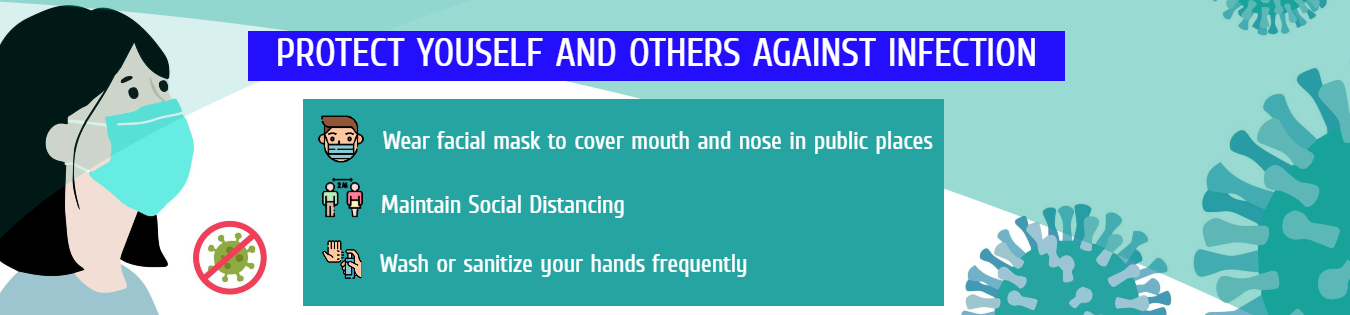 PROTECT YOUSELF AND OTHERS AGAINST INFECTION
Wear facial mask to cover mouth and nose in public places
2M
Maintain Social Distancing
Wash or sanitize your hands frequently